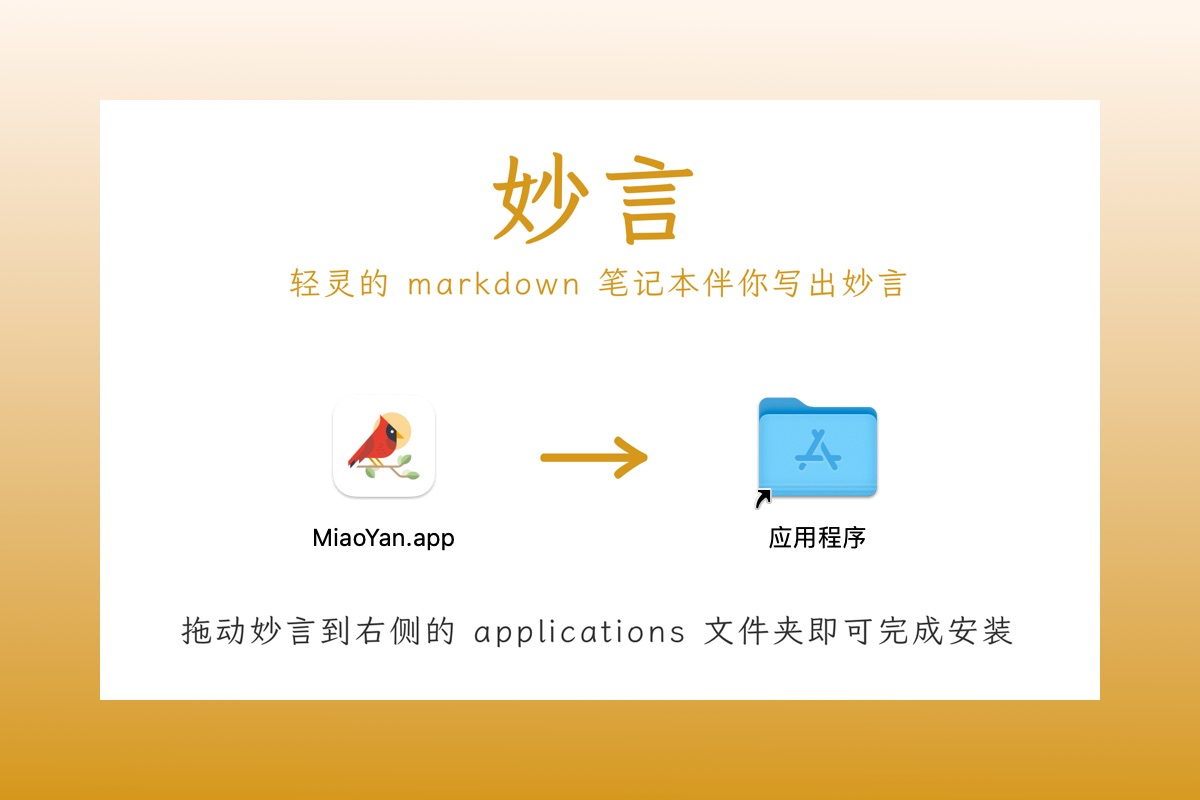 妙言
轻灵的 markdown 笔记本伴你写出妙言
MiaoYan.app
应用程序
拖动妙言到右侧的 applications 文件夹即可完成安装